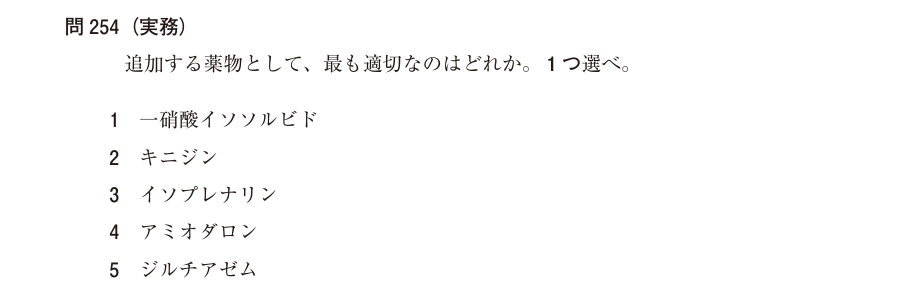 問 254（実務）
追加する薬物として、最も適切なのはどれか。1 つ選べ。
1　一硝酸イソソルビド
2　キニジン
3　イソプレナリン
4　アミオダロン
5　ジルチアゼム